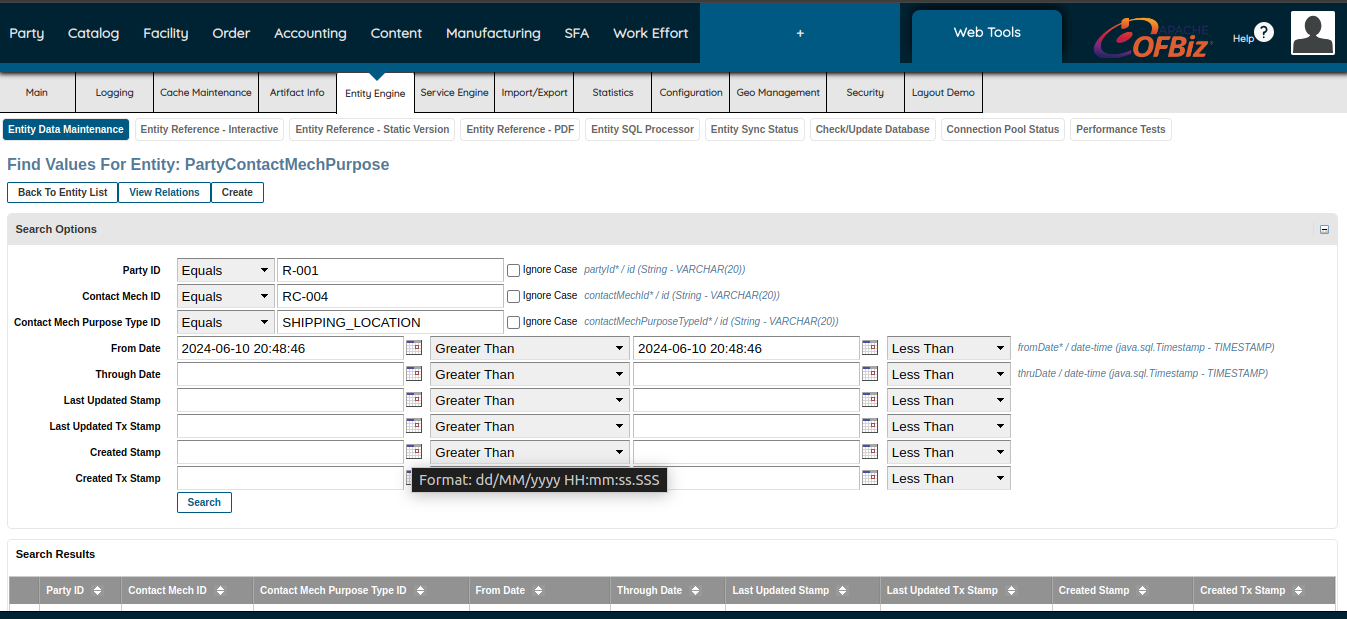 Party Catalog Facility Order Accounting Content Manufacturing SFA Work Effort + Web Tools APACHE OFBiz Help ?
Main Logging Cache Maintenance Artifact Info Entity Engine Service Engine Import/Export Statistics Configuration Geo Management Security Layout Demo
Entity Data Maintenance Entity Reference - Interactive Entity Reference - Static Version Entity Reference - PDF Entity SQL Processor Entity Sync Status Check/Update Database Connection Pool Status Performance Tests
Find Values For Entity: PartyContactMechPurpose
Back To Entity List View Relations Create
Search Options
Party ID Equals R-001 Ignore Case partyId* / id (String - VARCHAR(20))
Contact Mech ID Equals RC-004 Ignore Case contactMechId* / id (String - VARCHAR(20))
Contact Mech Purpose Type ID Equals SHIPPING_LOCATION Ignore Case contactMechPurposeTypeId* / id (String - VARCHAR(20))
From Date 2024-06-10 20:48:46 Greater Than 2024-06-10 20:48:46 Less Than fromDate* / date-time (java.sql.Timestamp - TIMESTAMP)
Through Date Greater Than Less Than thruDate / date-time (java.sql.Timestamp - TIMESTAMP)
Last Updated Stamp Greater Than Less Than
Last Updated Tx Stamp Greater Than Less Than
Created Stamp Greater Than Less Than
Created Tx Stamp Format: dd/MM/yyyy HH:mm:ss.SSS Less Than
Search
Search Results
Party ID Contact Mech ID Contact Mech Purpose Type ID From Date Through Date Last Updated Stamp Last Updated Tx Stamp Created Stamp Created Tx Stamp